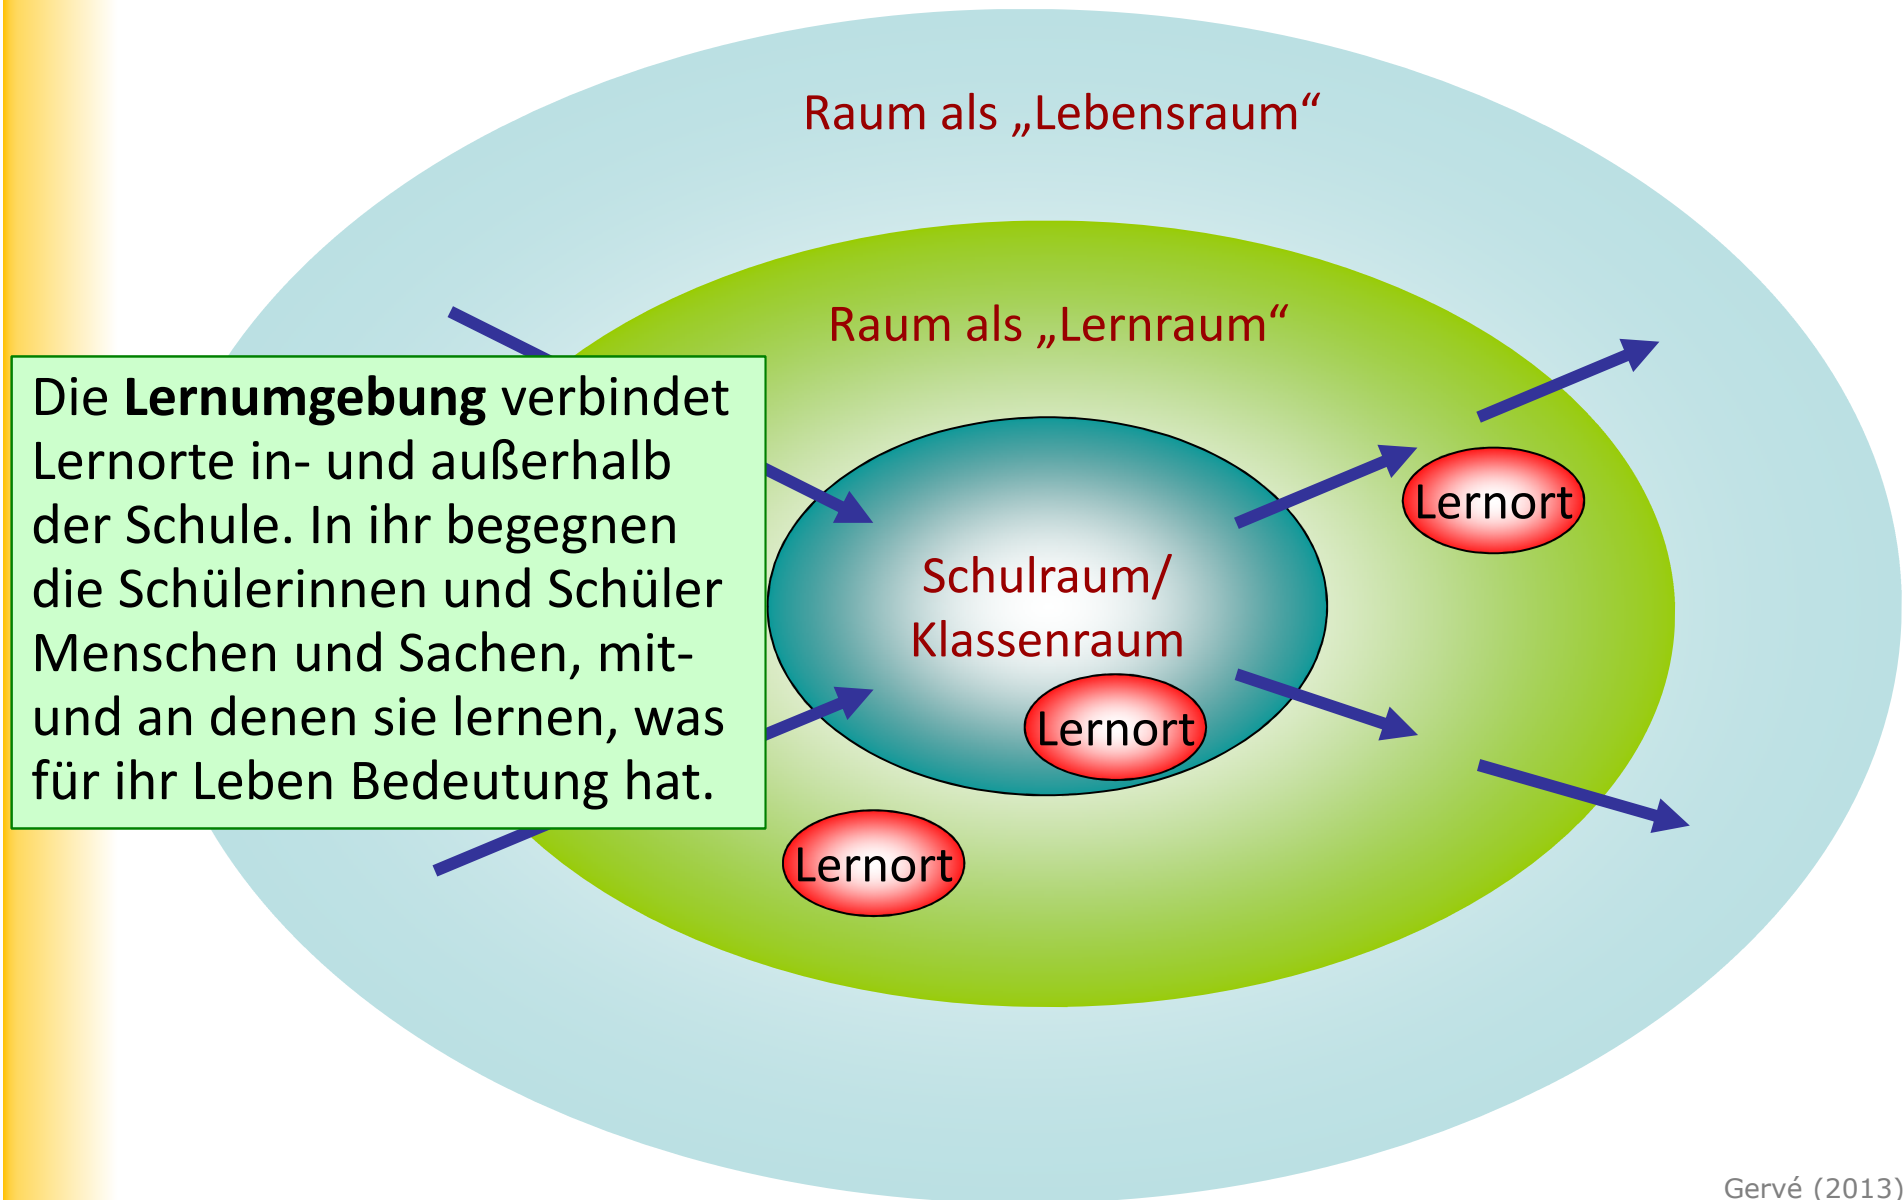 Raum als „Lebensraum“
Raum als „Lernraum“
Die Lernumgebung verbindet
Lernorte in- und außerhalb
der Schule. In ihr begegnen
die Schülerinnen und Schüler
Menschen und Sachen, mit-
und an denen sie lernen, was
für ihr Leben Bedeutung hat.
Schulraum/
Klassenraum
Lernort
Lernort
Lernort
Gervé (2013)